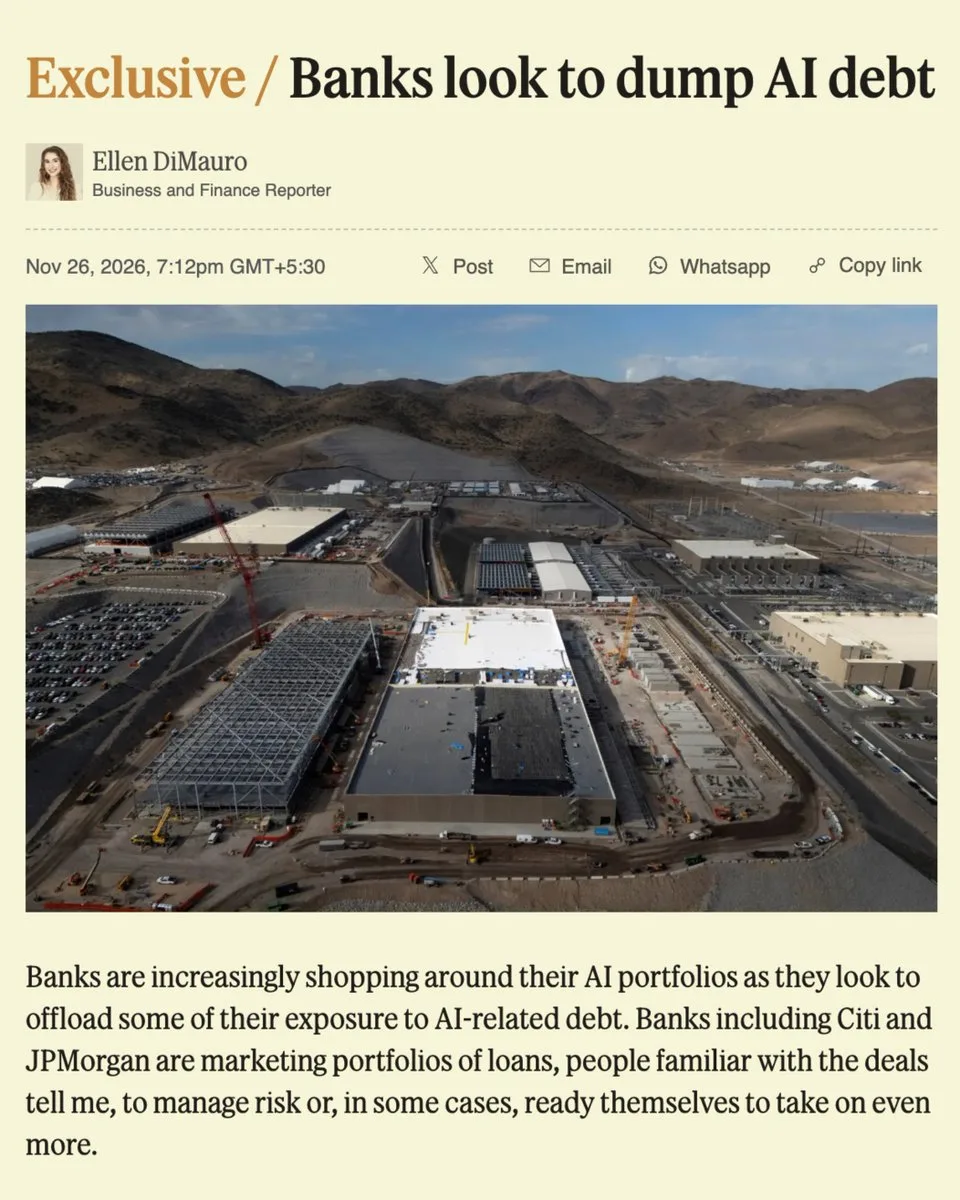 Exclusive / Banks look to dump AI debt
Ellen DiMauro
Business and Finance Reporter
Nov 26, 2026, 7:12pm GMT+5:30
Post
Email
Whatsapp
Copy link
Banks are increasingly shopping around their AI portfolios as they look to
offload some of their exposure to AI-related debt. Banks including Citi and
JPMorgan are marketing portfolios of loans, people familiar with the deals
tell me, to manage risk or, in some cases, ready themselves to take on even
more.